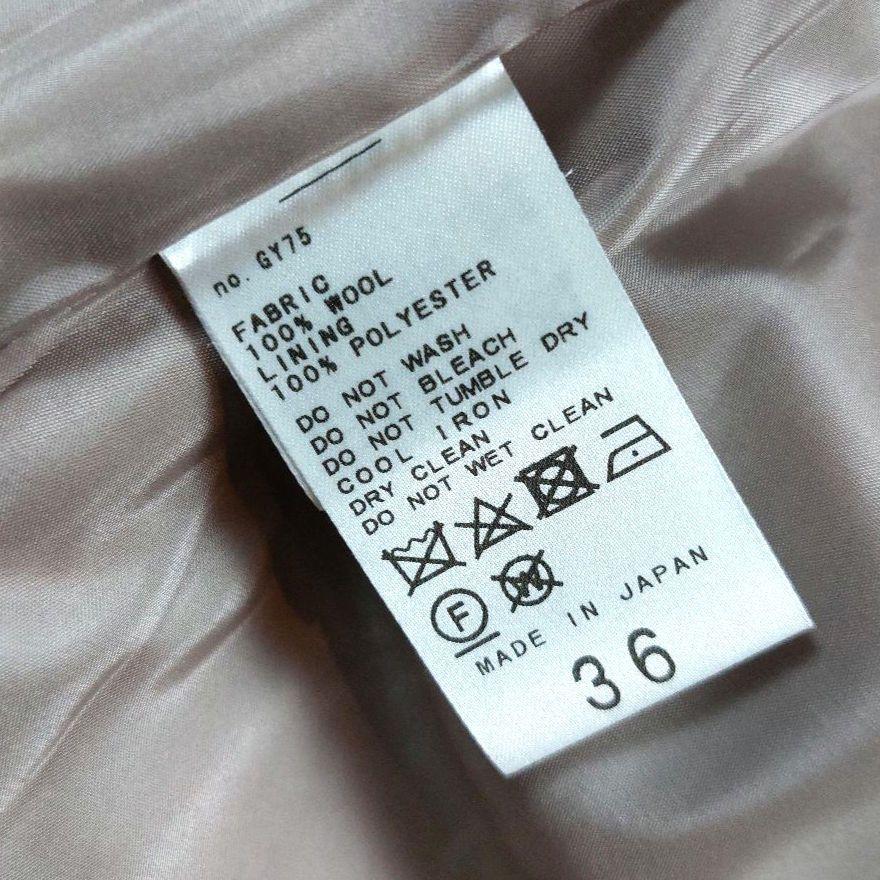 no. GY75
FABRIC
100% WOOL
LINING
100% POLYESTER
DO NOT WASH
DO NOT BLEACH
DO NOT TUMBLE DRY
COOL IRON
DRY CLEAN
DO NOT WET CLEAN
F W
MADE IN JAPAN
36